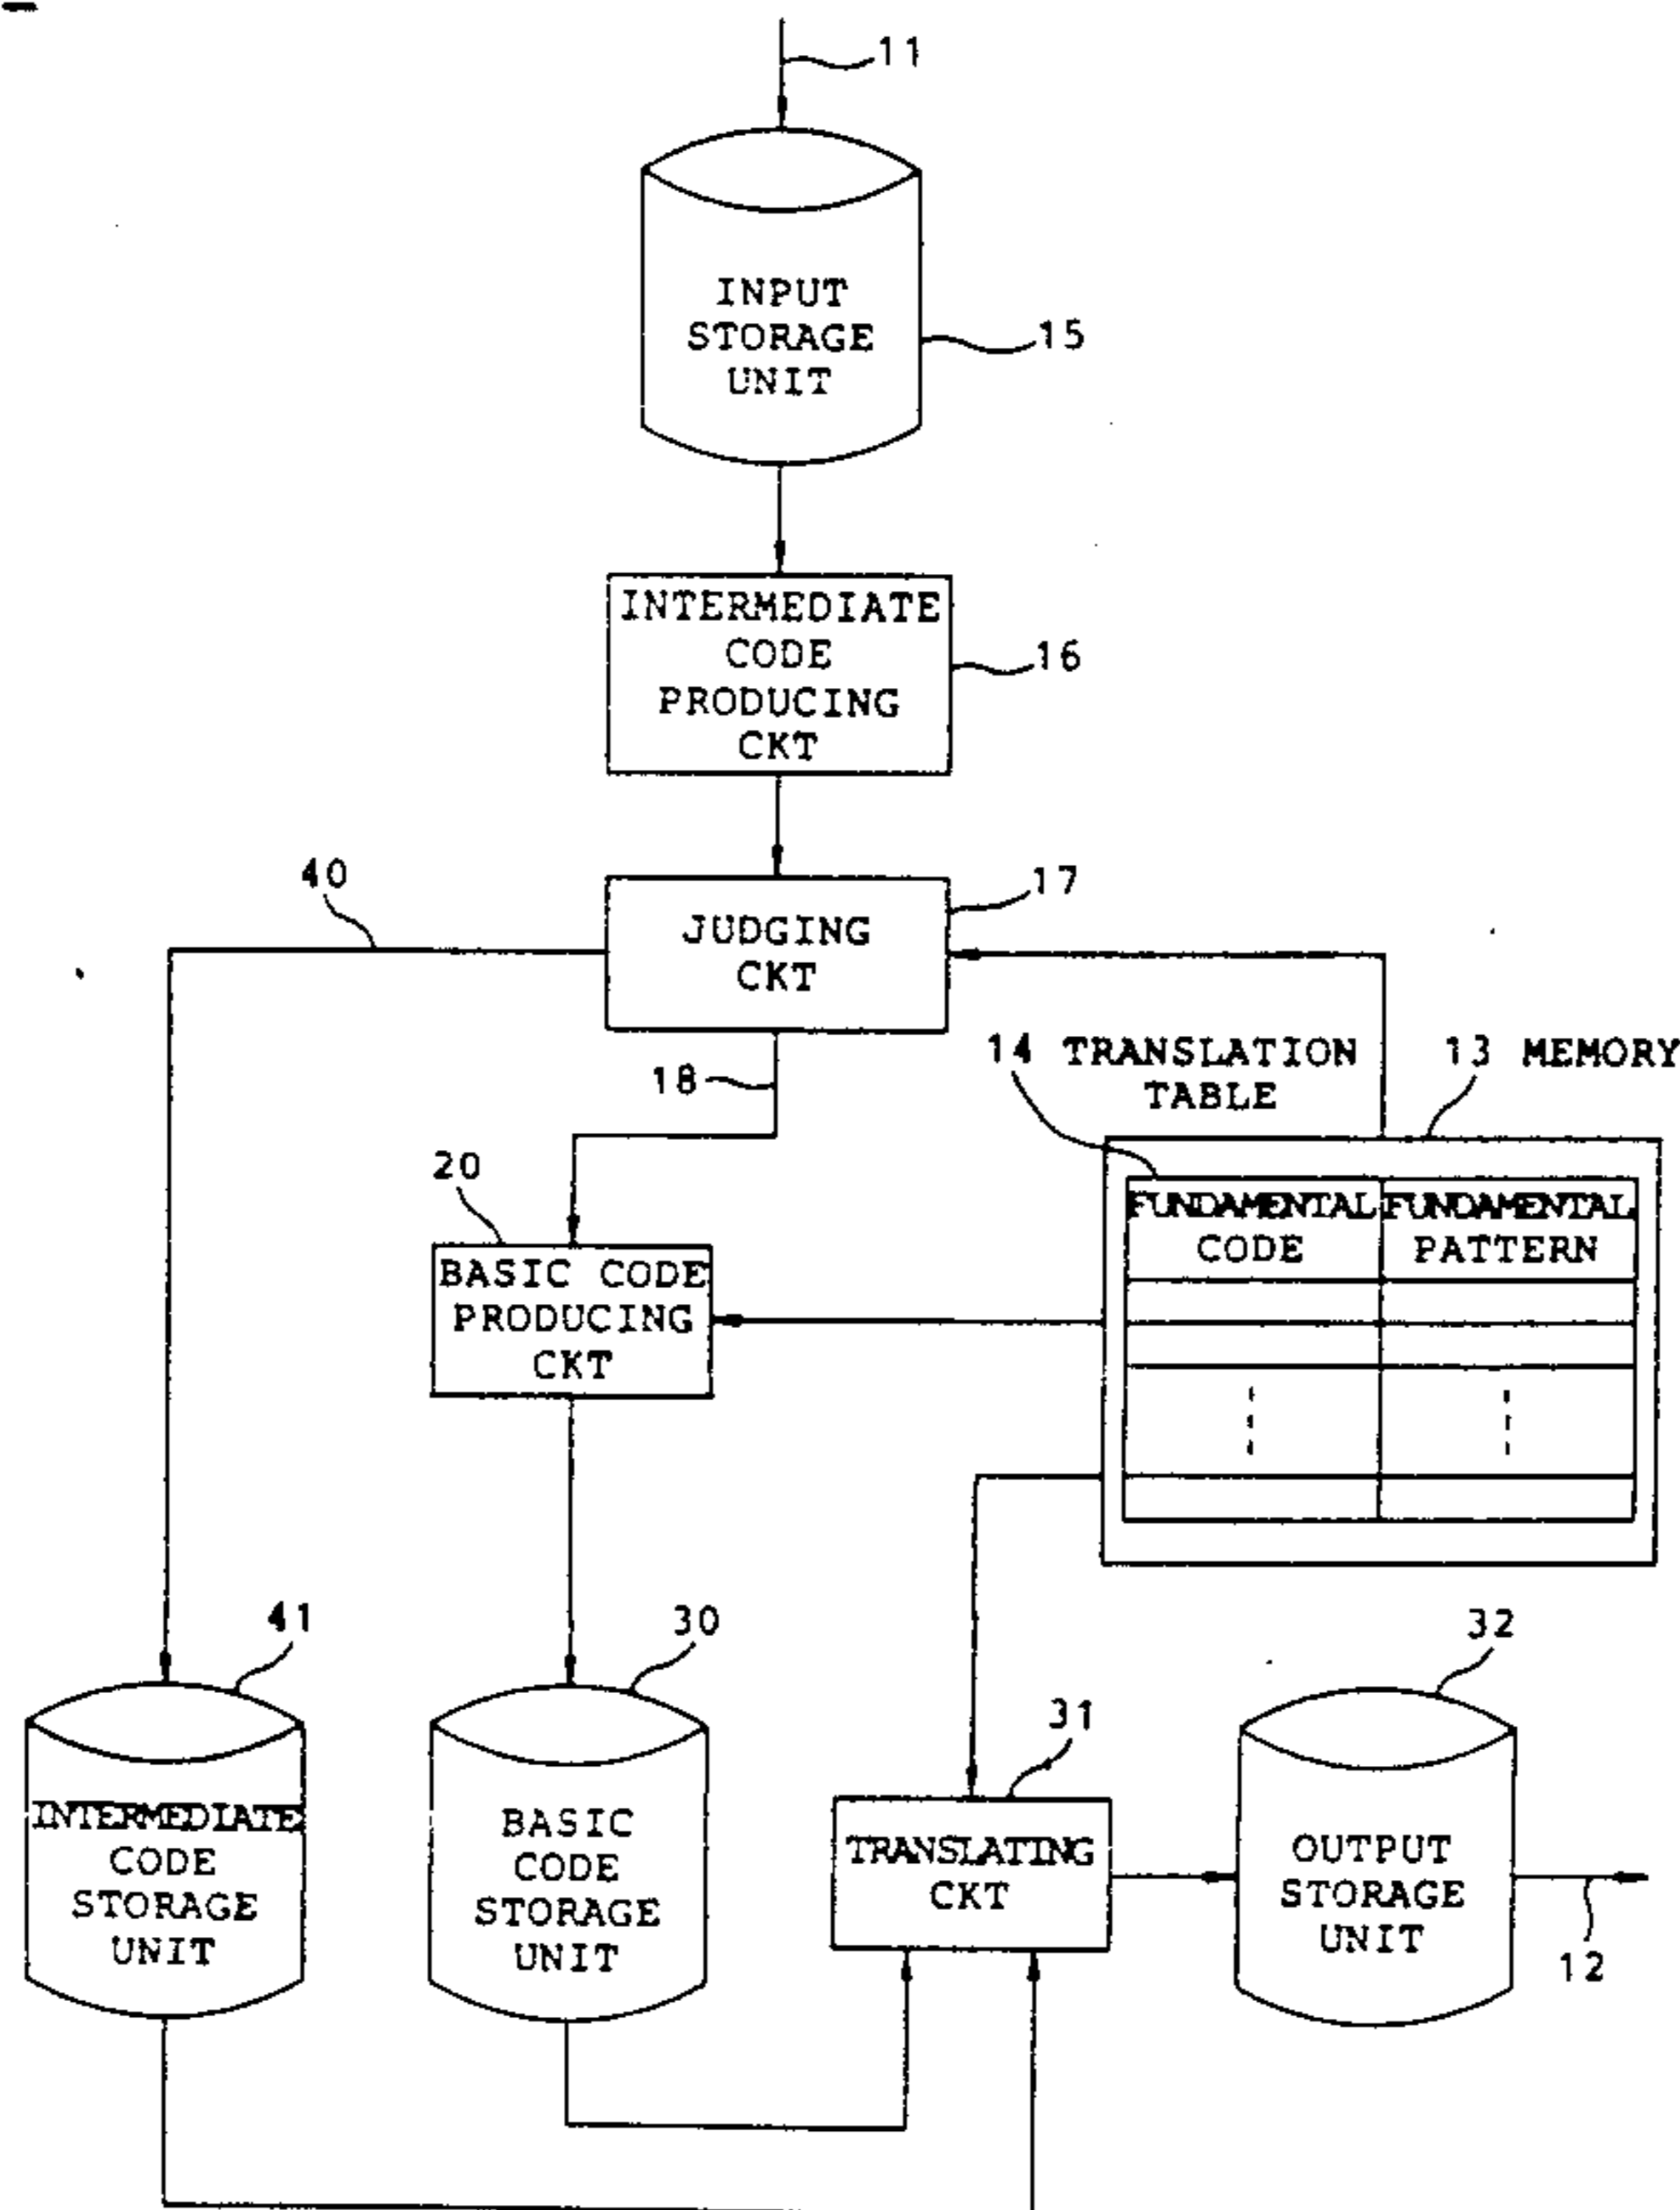 11
INPUT
STORAGE
UNIT
15
INTERMEDIATE
CODE
PRODUCING
CKT
16
40
JUDGING
CKT
17
18
14 TRANSLATION
TABLE
13 MEMORY
FUNDAMENTAL
CODE
FUNDAMENTAL
PATTERN
20
BASIC CODE
PRODUCING
CKT
41
INTERMEDIATE
CODE
STORAGE
UNIT
30
BASIC
CODE
STORAGE
UNIT
31
TRANSLATING
CKT
32
OUTPUT
STORAGE
UNIT
12